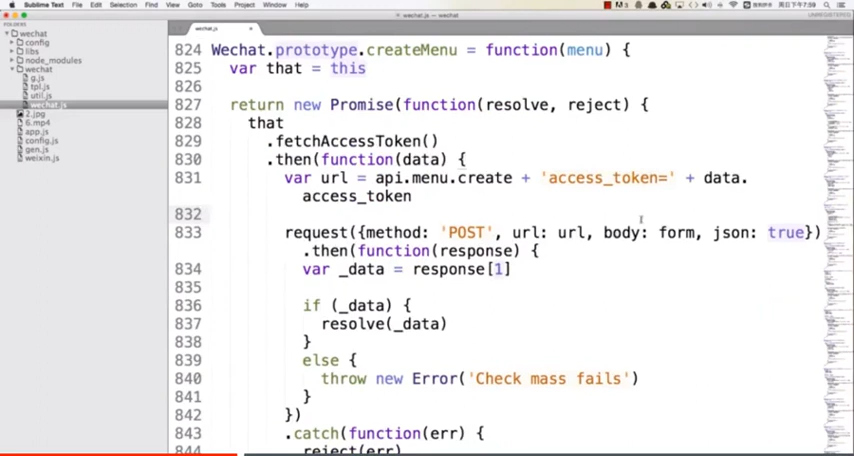 Sublime Text File Edit Selection Find View Goto Tools Project Window Help
周日下午7:59
wechat.js — wechat
UNREGISTERED
FOLDERS
wechat
config
libs
node_modules
wechat
g.js
tpl.js
util.js
wechat.js
2.jpg
6.mp4
app.js
config.js
gen.js
weixin.js
wechat.js
824 Wechat.prototype.createMenu = function(menu) {
825 var that = this
826
827 return new Promise(function(resolve, reject) {
828 that
829 .fetchAccessToken()
830 .then(function(data) {
831 var url = api.menu.create + 'access_token=' + data.
access_token
832
833 request({method: 'POST', url: url, body: form, json: true})
.then(function(response) {
834 var _data = response[1]
835
836 if (_data) {
837 resolve(_data)
838 }
839 else {
840 throw new Error('Check mass fails')
841 }
842 })
843 .catch(function(err) {
844 reject(err)